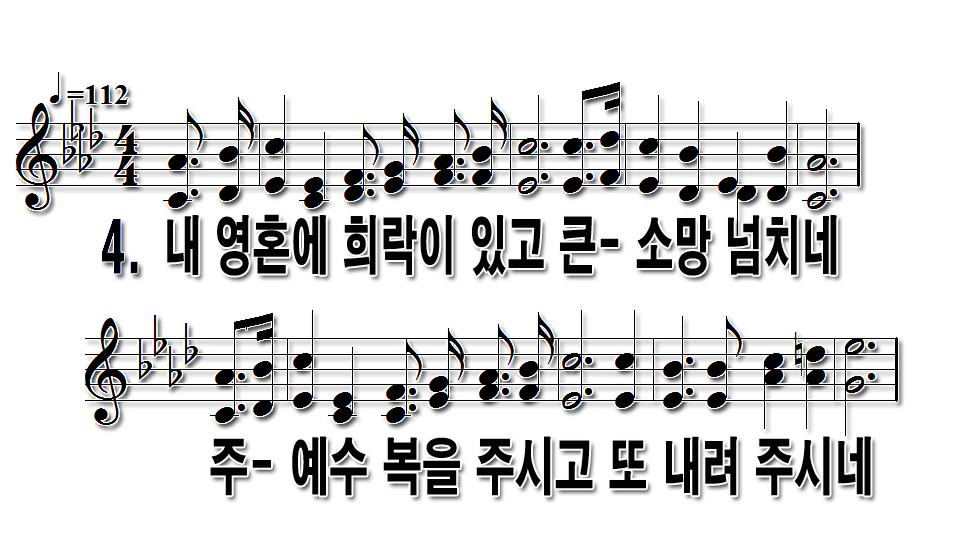 ♩=112
4. 내 영혼에 희락이 있고 큰- 소망 넘치네
주- 예수 복을 주시고 또 내려 주시네